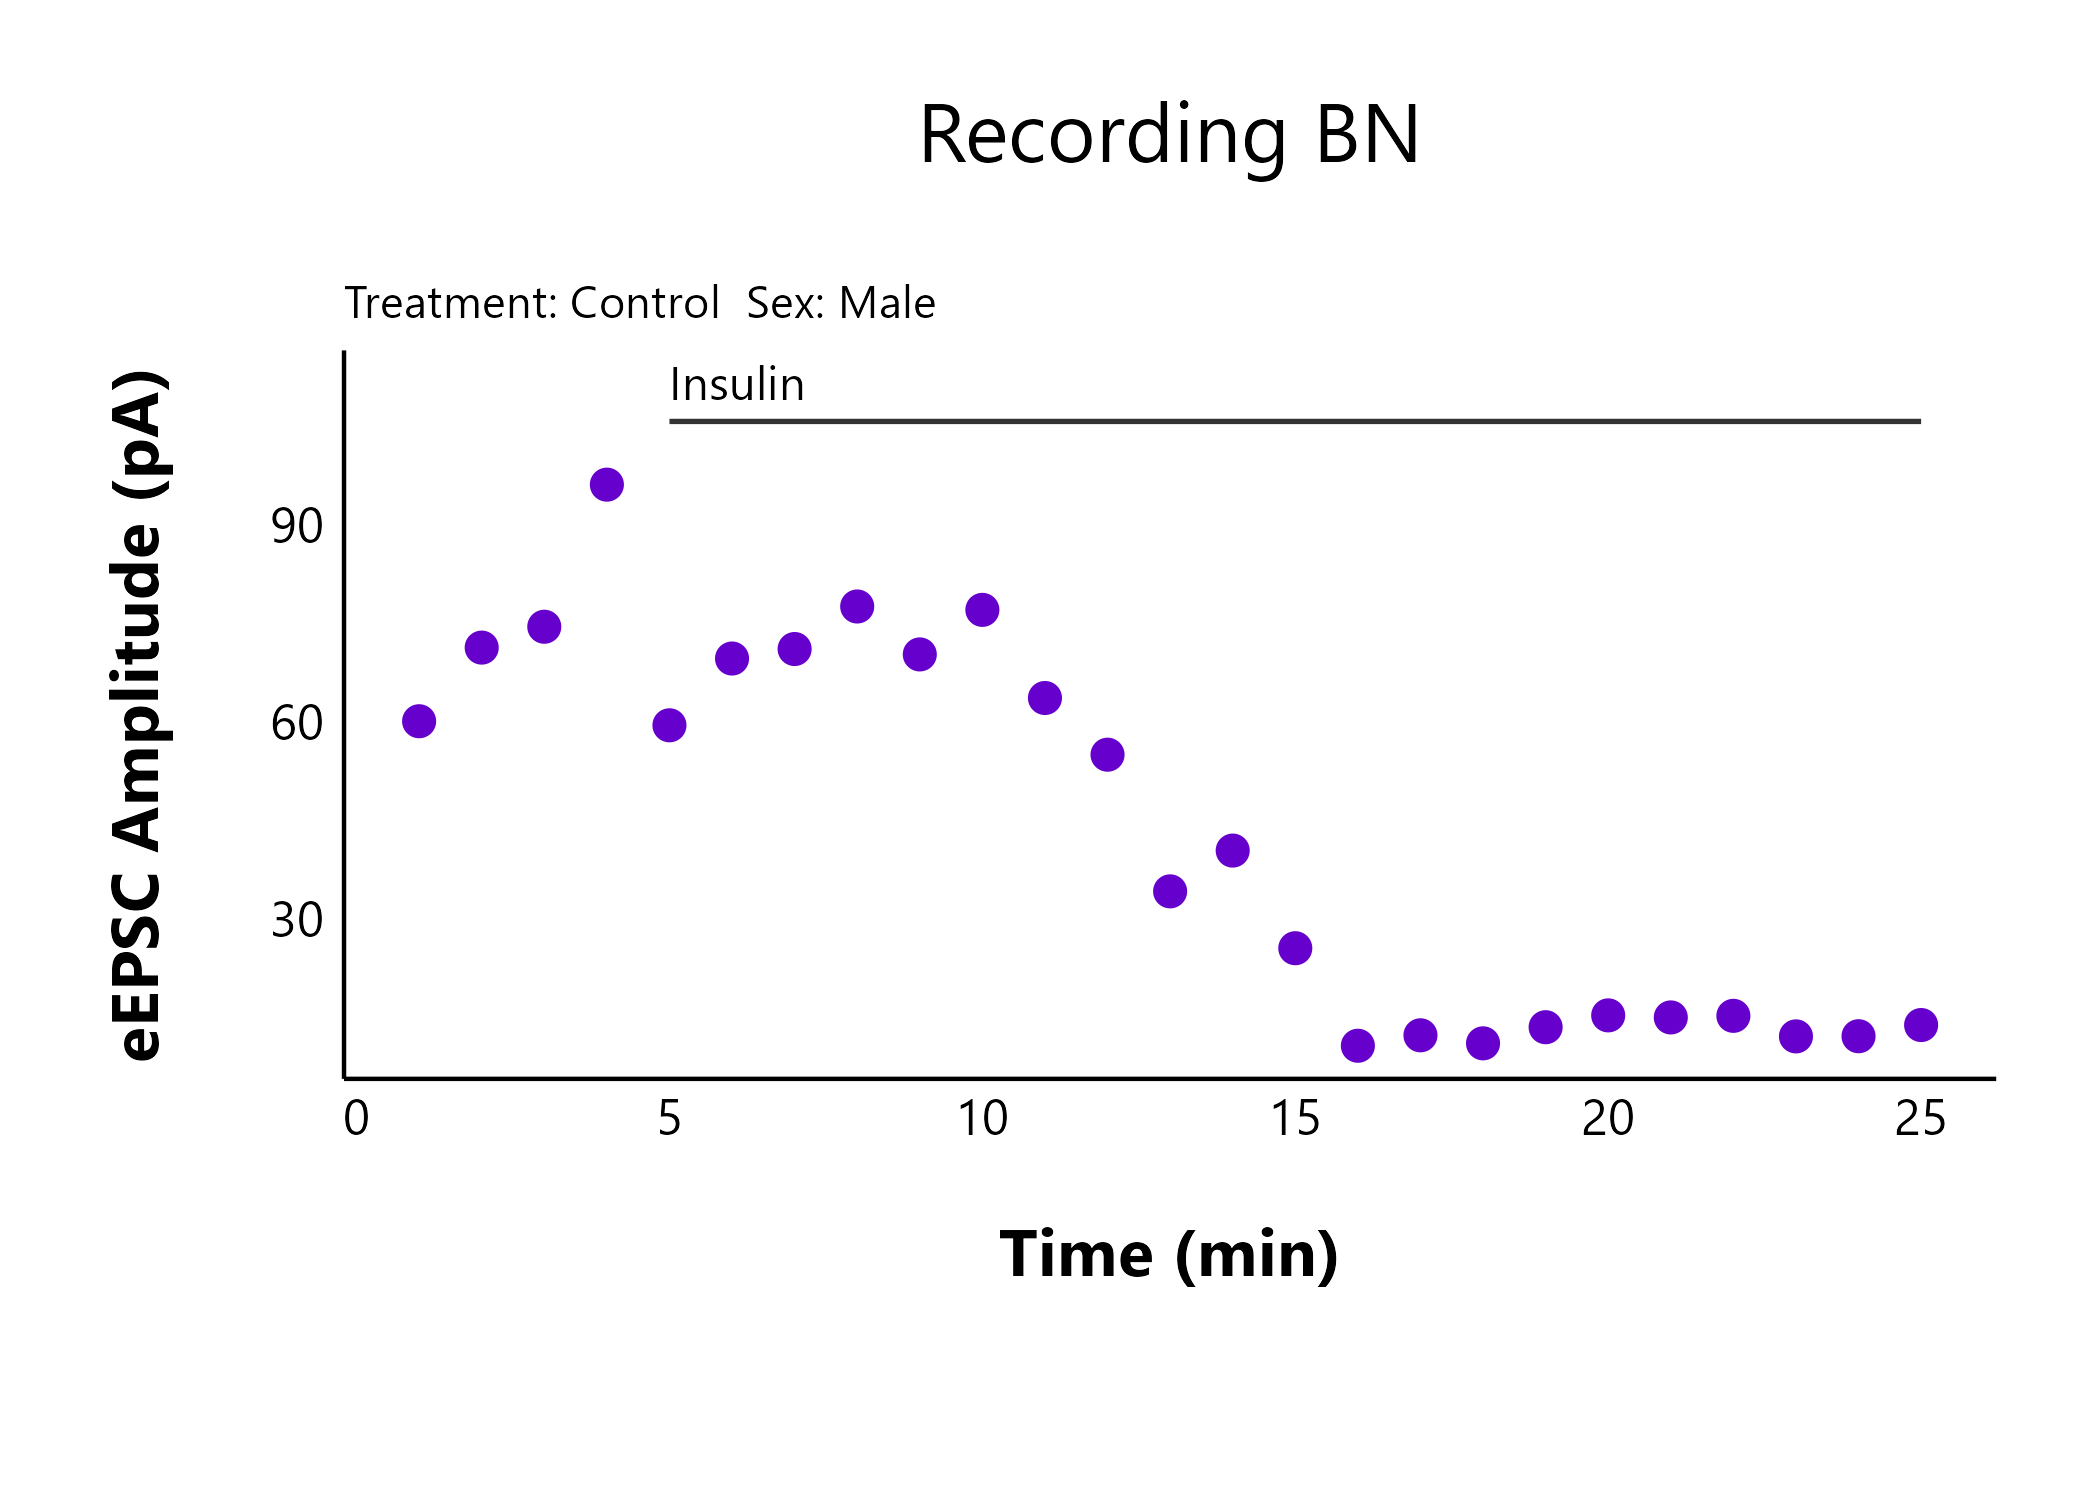 Recording BN
Treatment: Control  Sex: Male
Insulin
eEPSC Amplitude (pA)
90
60
30
0 5 10 15 20 25
Time (min)